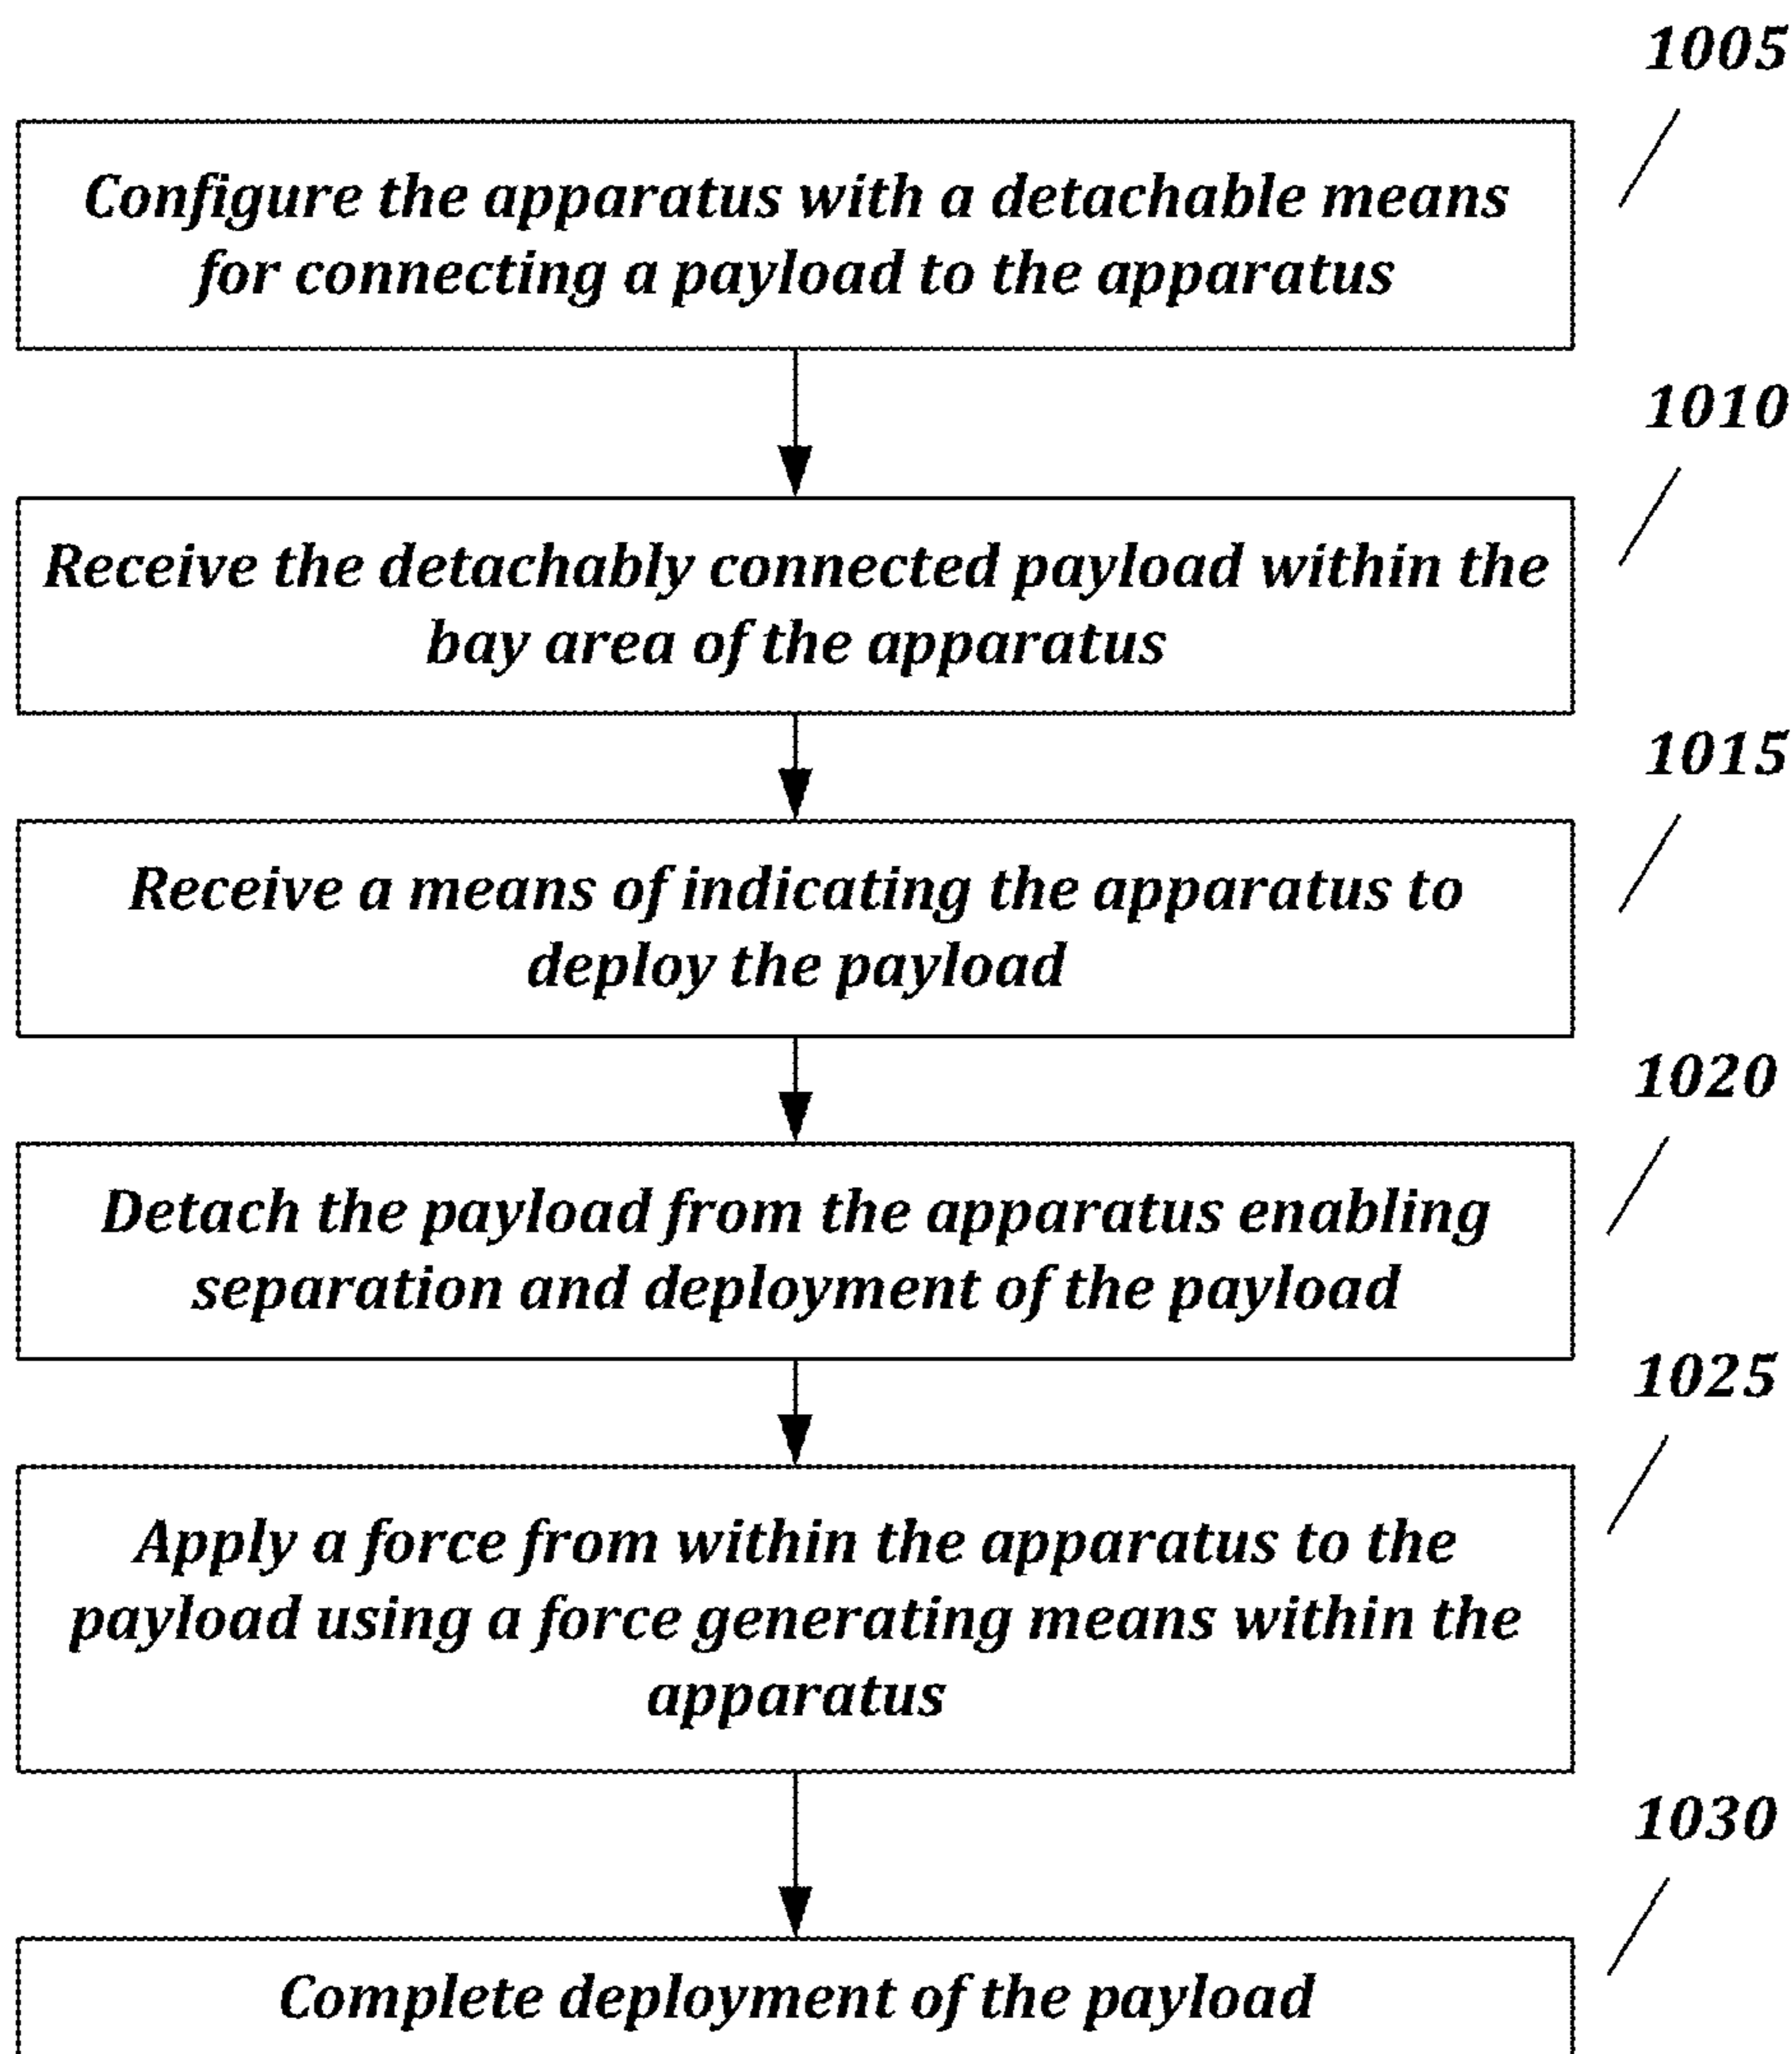 1005
Configure the apparatus with a detachable means
for connecting a payload to the apparatus
1010
Receive the detachably connected payload within the
bay area of the apparatus
1015
Receive a means of indicating the apparatus to
deploy the payload
1020
Detach the payload from the apparatus enabling
separation and deployment of the payload
1025
Apply a force from within the apparatus to the
payload using a force generating means within the
apparatus
1030
Complete deployment of the payload